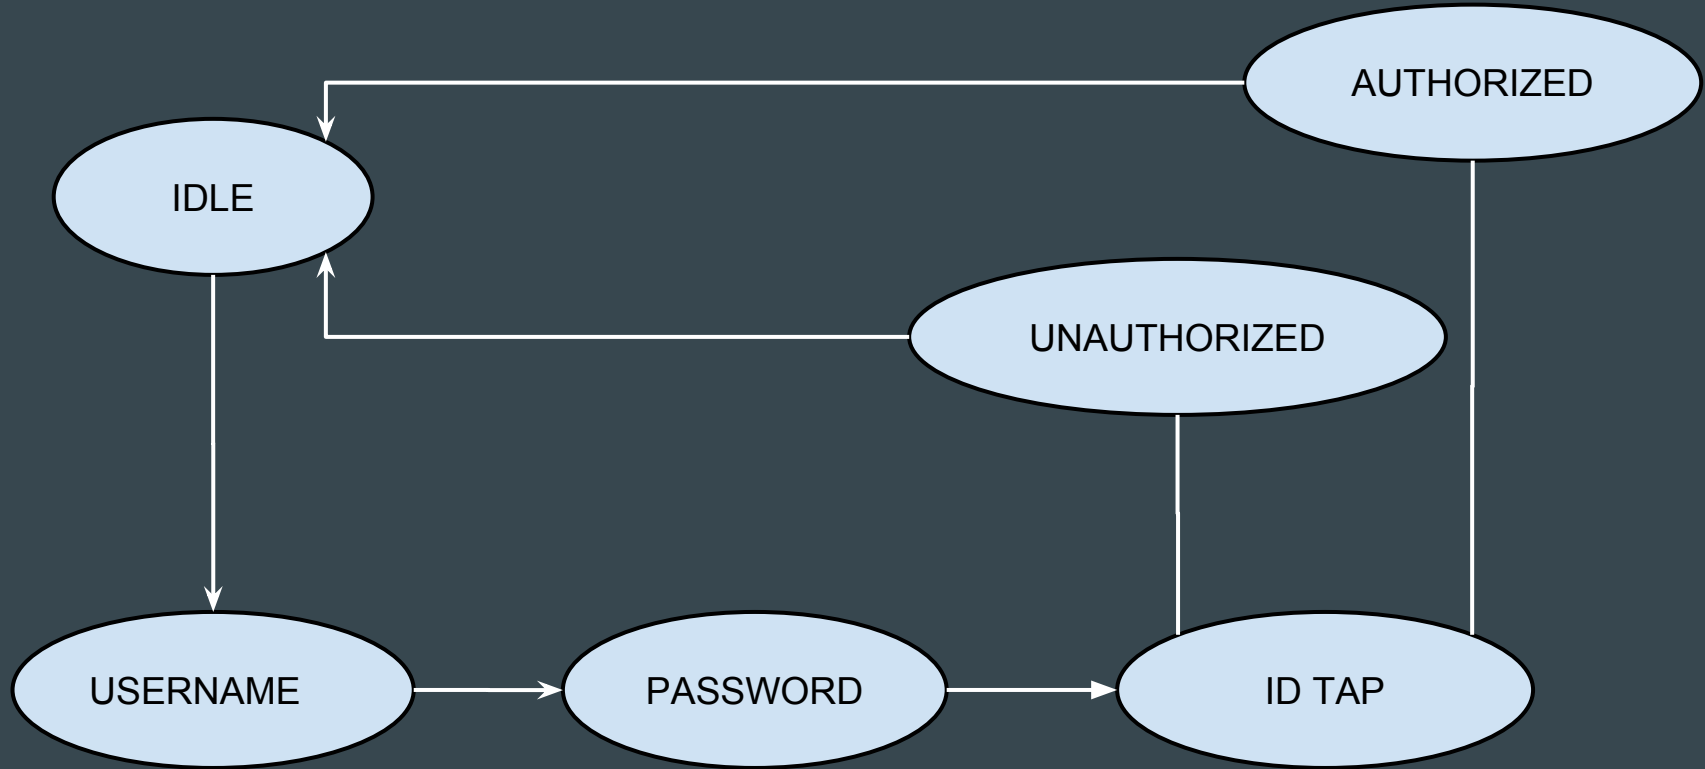 AUTHORIZED
IDLE
UNAUTHORIZED
USERNAME
PASSWORD
ID TAP